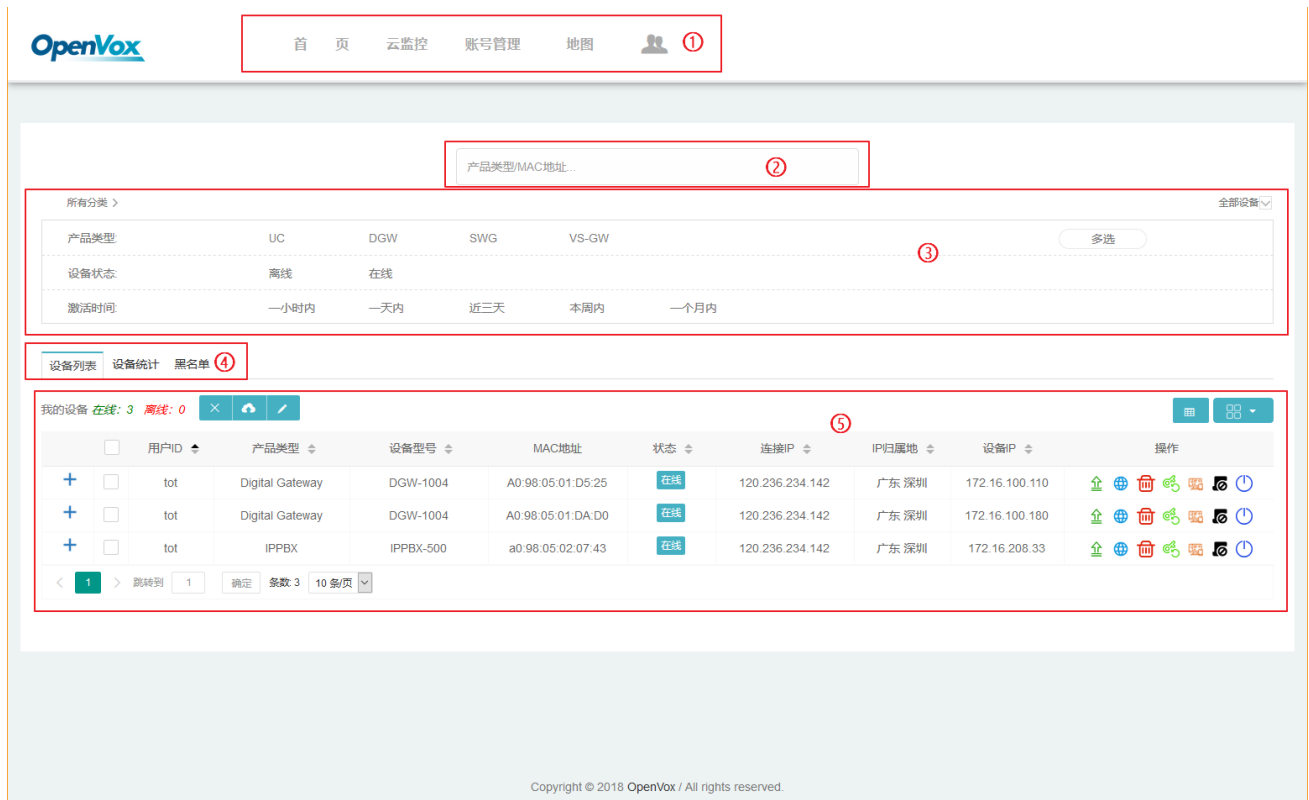 OpenVox
首 页 云监控 账号管理 地图 ①
产品类型/MAC地址... ②
所有分类 > 全部设备
产品类型: UC DGW SWG VS-GW 多选
③
设备状态: 离线 在线
激活时间: 一小时内 一天内 近三天 本周内 一个月内
设备列表 设备统计 黑名单 ④
我的设备 在线：3 离线：0
⑤
用户ID 产品类型 设备型号 MAC地址 状态 连接IP IP归属地 设备IP 操作
tot Digital Gateway DGW-1004 A0:98:05:01:D5:25 在线 120.236.234.142 广东 深圳 172.16.100.110
tot Digital Gateway DGW-1004 A0:98:05:01:DA:D0 在线 120.236.234.142 广东 深圳 172.16.100.180
tot IPPBX IPPBX-500 a0:98:05:02:07:43 在线 120.236.234.142 广东 深圳 172.16.208.33
< 1 > 跳转到 1 确定 条数: 3 10 条/页
Copyright © 2018 OpenVox / All rights reserved.